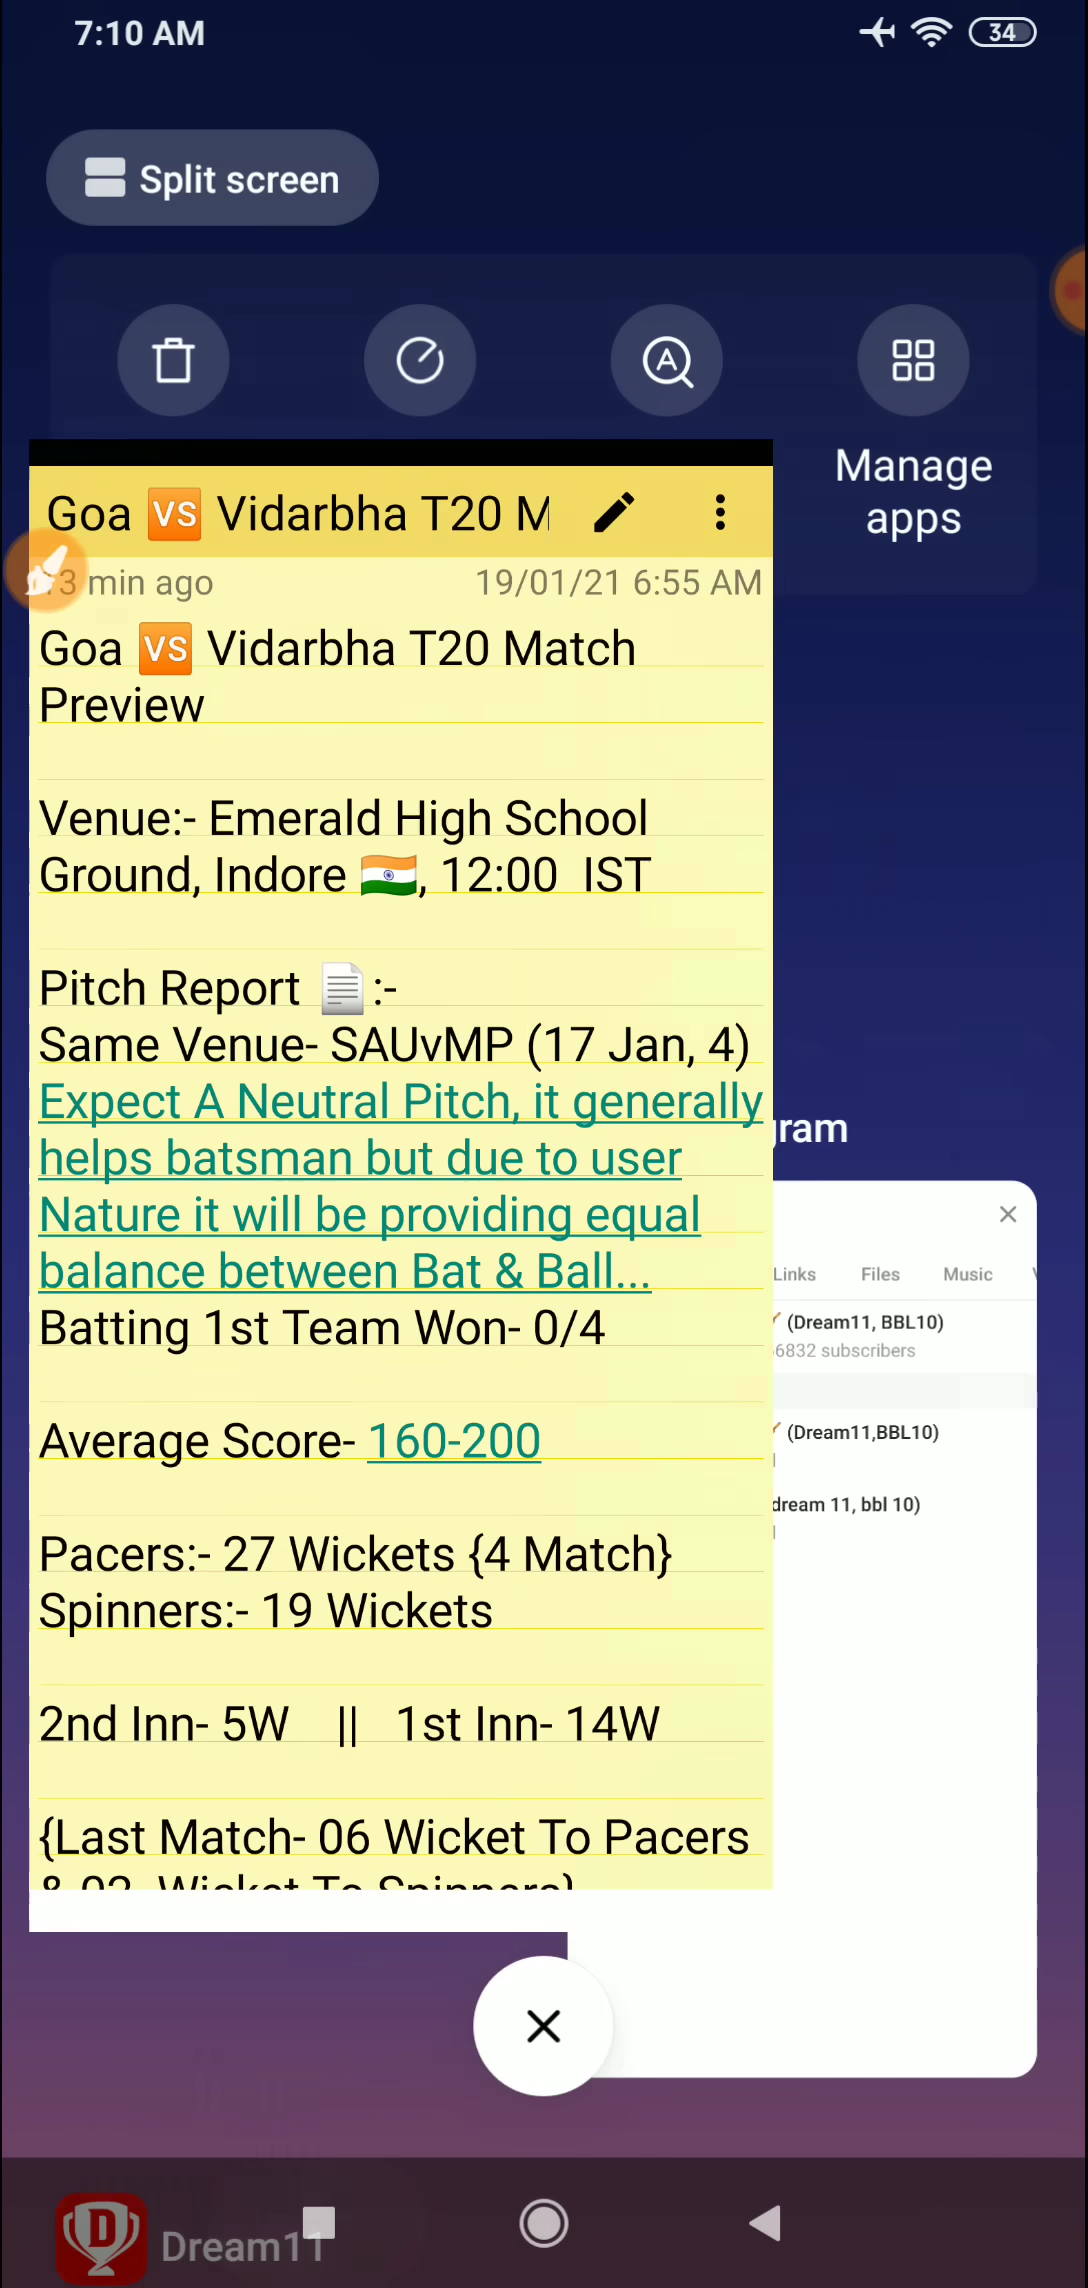 7:10 AM
34
Split screen
Manage
apps
Goa VS Vidarbha T20 M
min ago
19/01/21 6:55 AM
Goa VS Vidarbha T20 Match
Preview
Venue:- Emerald High School
Ground, Indore 🇮🇳, 12:00 IST
Pitch Report 📄:-
Same Venue- SAUvMP (17 Jan, 4)
Expect A Neutral Pitch, it generally
helps batsman but due to user
Nature it will be providing equal
balance between Bat & Ball...
Batting 1st Team Won- 0/4
Average Score- 160-200
Pacers:- 27 Wickets {4 Match}
Spinners:- 19 Wickets
2nd Inn- 5W || 1st Inn- 14W
{Last Match- 06 Wicket To Pacers
& 02 Wicket To Spinners}
gram
Links Files Music
(Dream11, BBL10)
6832 subscribers
(Dream11,BBL10)
dream 11, bbl 10)
Dream11